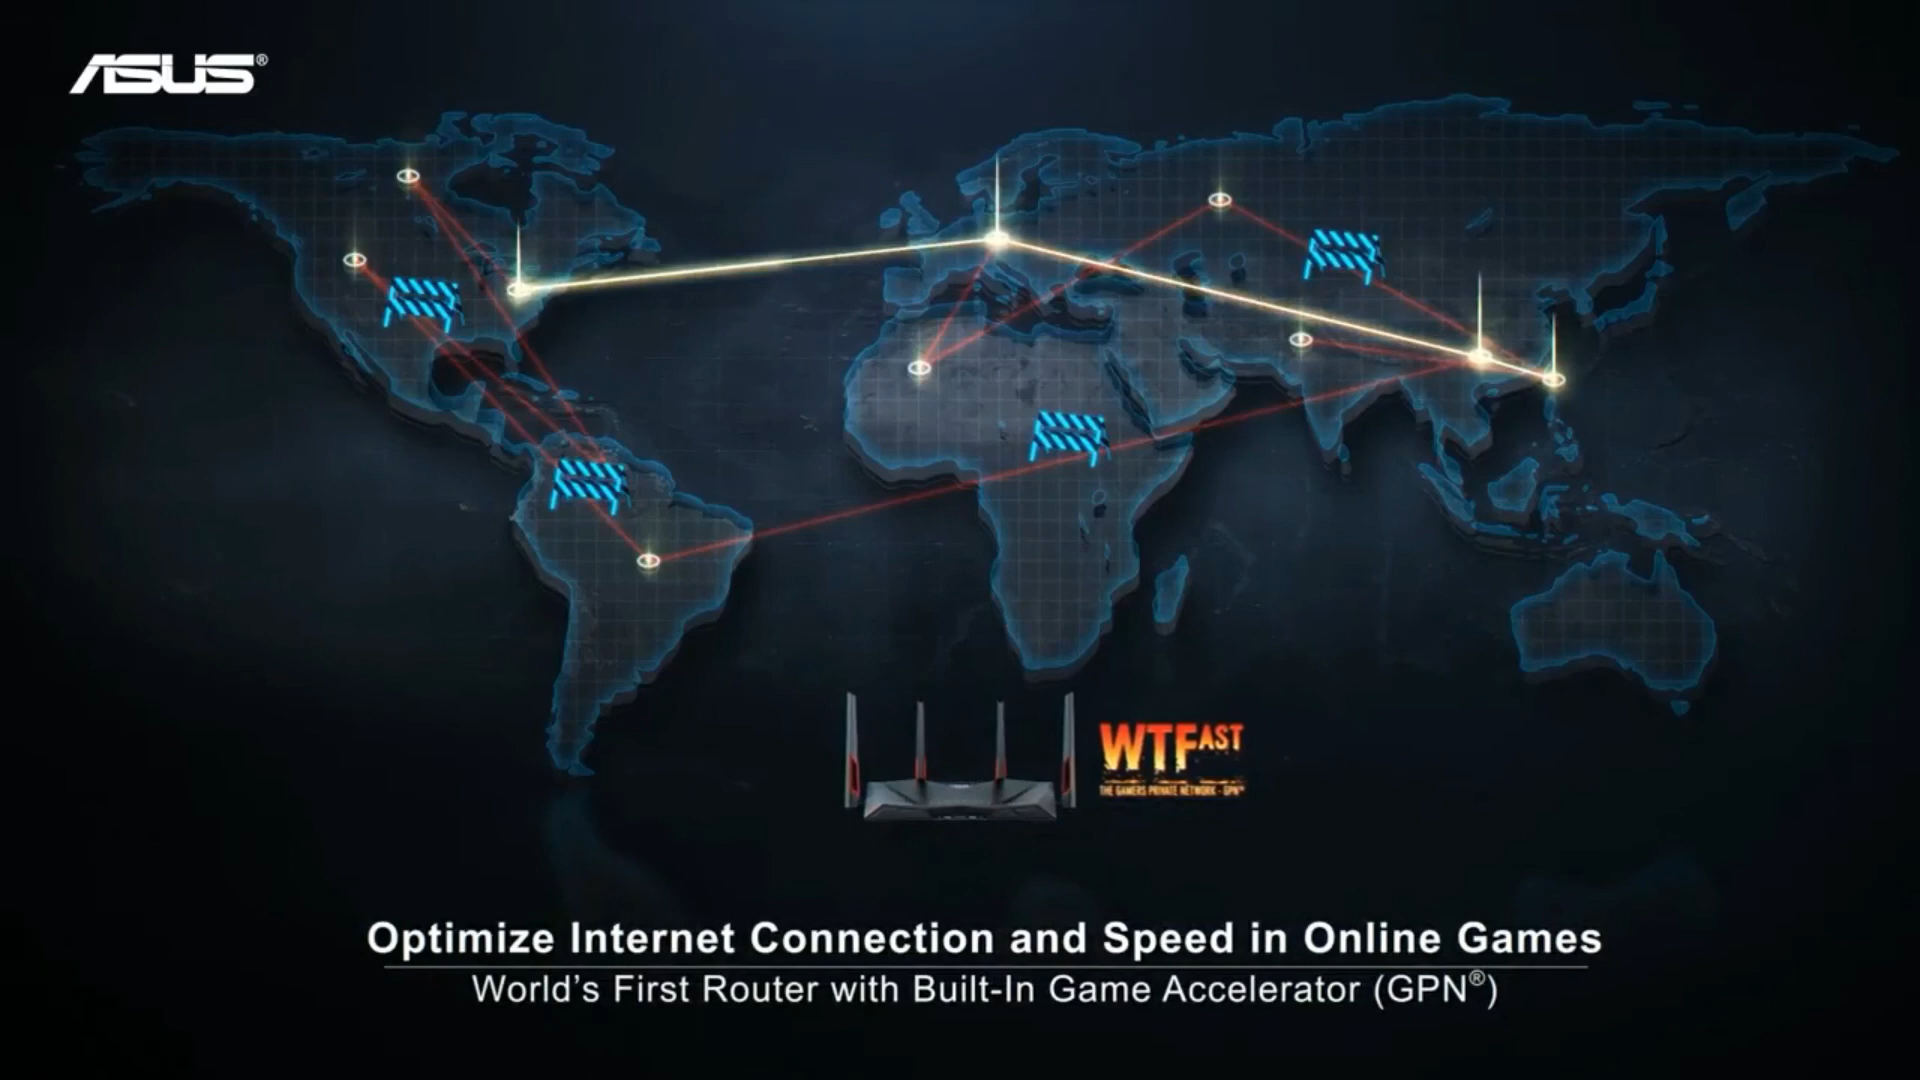 ASUS®
WTFAST
THE GAMERS PRIVATE NETWORK - GPN®
Optimize Internet Connection and Speed in Online Games
World's First Router with Built-In Game Accelerator (GPN®)